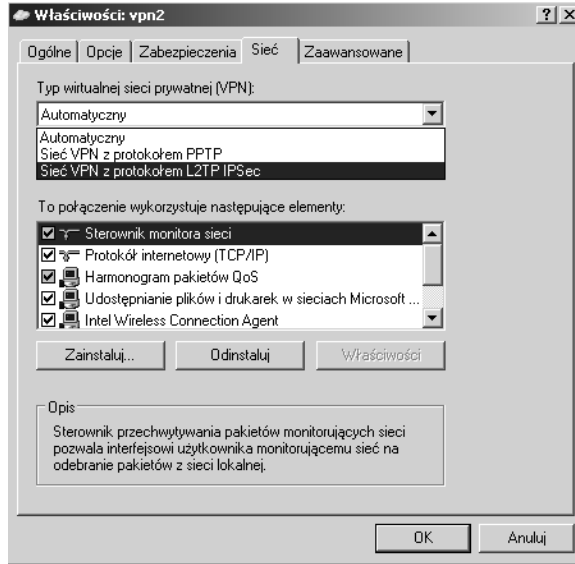 Właściwości: vpn2
Ogólne Opcje Zabezpieczenia Sieć Zaawansowane
Typ wirtualnej sieci prywatnej (VPN):
Automatyczny
Automatyczny
Sieć VPN z protokołem PPTP
Sieć VPN z protokołem L2TP IPSec
To połączenie wykorzystuje następujące elementy:
Sterownik monitora sieci
Protokół internetowy (TCP/IP)
Harmonogram pakietów QoS
Udostępnianie plików i drukarek w sieciach Microsoft ...
Intel Wireless Connection Agent
Zainstaluj... Odinstaluj Właściwości
Opis
Sterownik przechwytywania pakietów monitorujących sieci
pozwala interfejsowi użytkownika monitorującemu sieć na
odebranie pakietów z sieci lokalnej.
OK Anuluj